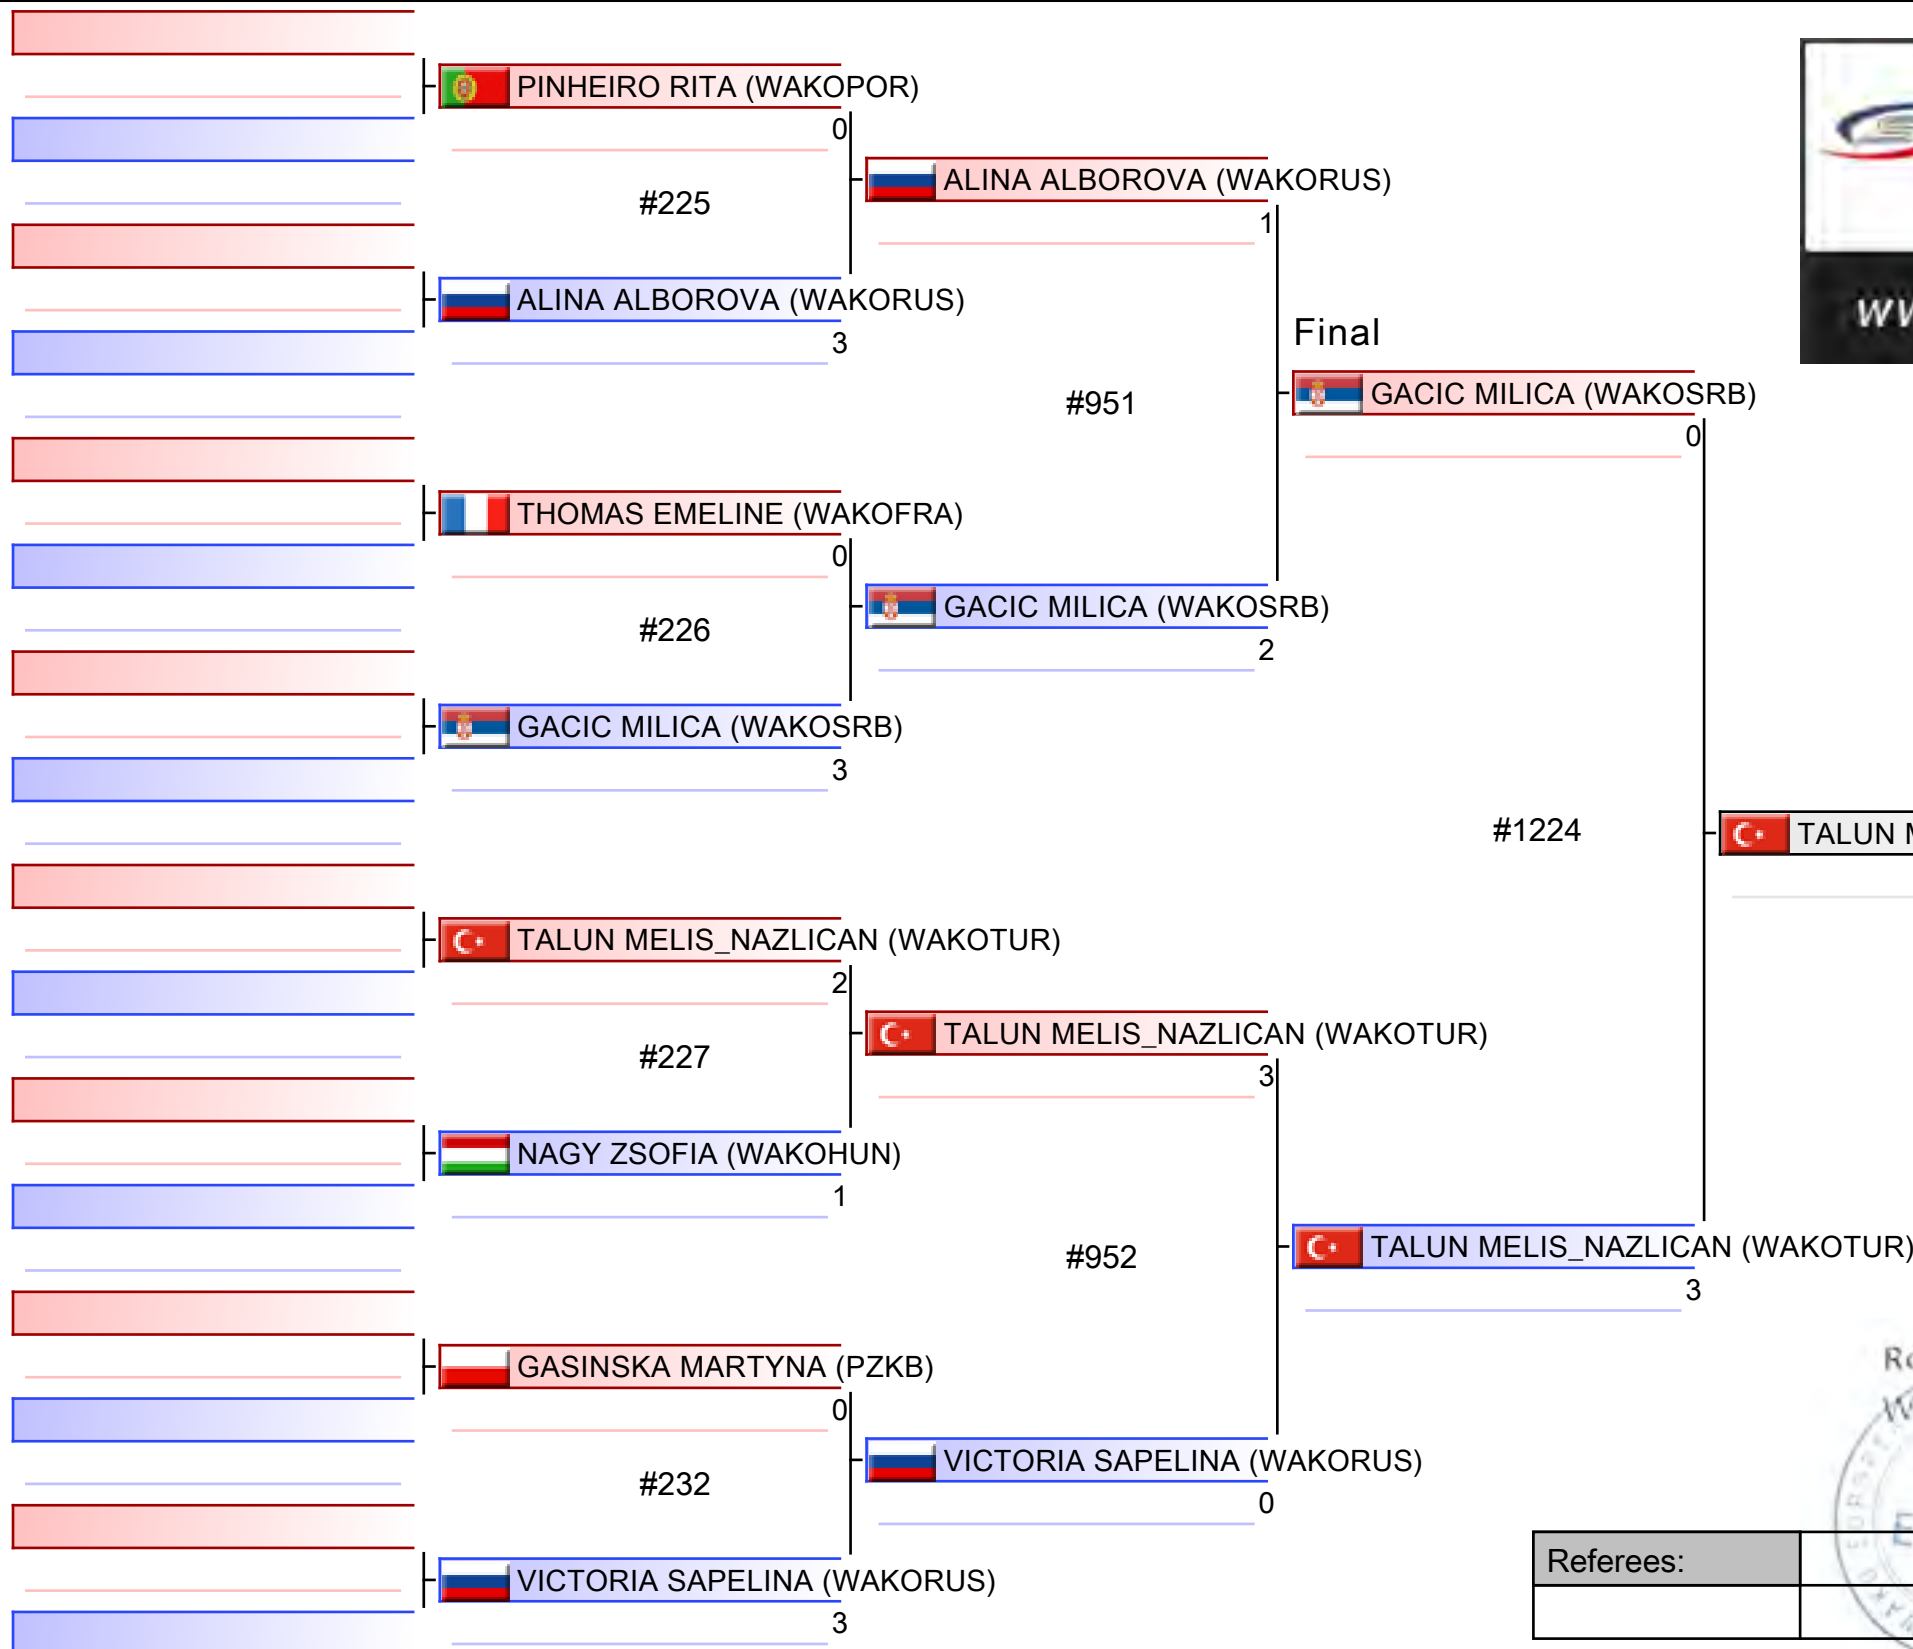 PINHEIRO RITA (WAKOPOR)
0
#225
ALINA ALBOROVA (WAKORUS)
3
THOMAS EMELINE (WAKOFRA)
0
#226
GACIC MILICA (WAKOSRB)
3
TALUN MELIS_NAZLICAN (WAKOTUR)
2
#227
NAGY ZSOFIA (WAKOHUN)
1
GASINSKA MARTYNA (PZKB)
0
#232
VICTORIA SAPELINA (WAKORUS)
3
ALINA ALBOROVA (WAKORUS)
1
#951
GACIC MILICA (WAKOSRB)
2
TALUN MELIS_NAZLICAN (WAKOTUR)
3
#952
VICTORIA SAPELINA (WAKORUS)
0
Final
GACIC MILICA (WAKOSRB)
0
#1224
TALUN MELIS_NAZLICAN (WAKOTUR)
3
TALUN
Referees: